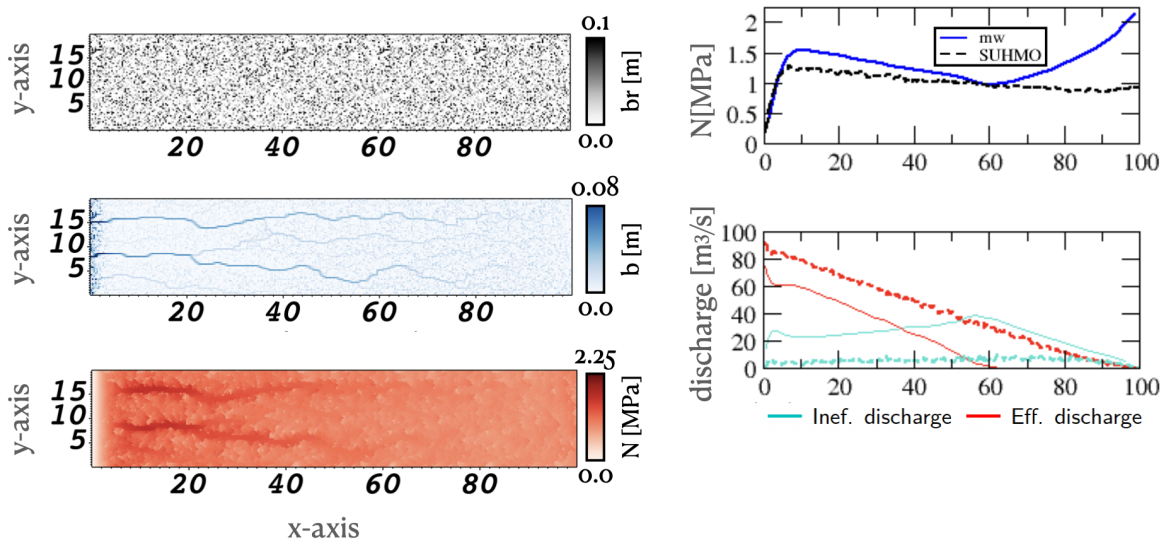 0.1
y-axis
15
10
5
br [m]
0.0
20 40 60 80
0.08
y-axis
15
10
5
b [m]
0.0
20 40 60 80
2.25
y-axis
15
10
5
N [MPa]
0.0
20 40 60 80
x-axis
N[MPa]
2
1.5
1
0.5
0
mw
SUHMO
0 20 40 60 80 100
discharge [m3/s]
100
80
60
40
20
0
0 20 40 60 80 100
Inef. discharge Eff. discharge